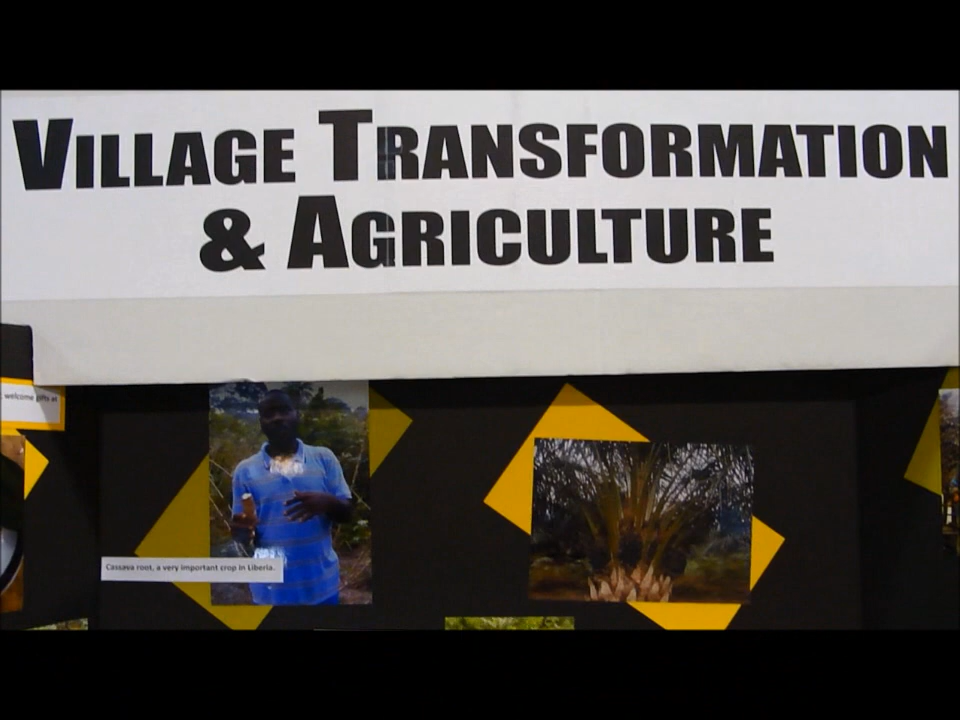 VILLAGE TRANSFORMATION
& AGRICULTURE
, welcome gifts at
Cassava root, a very important crop in Liberia.